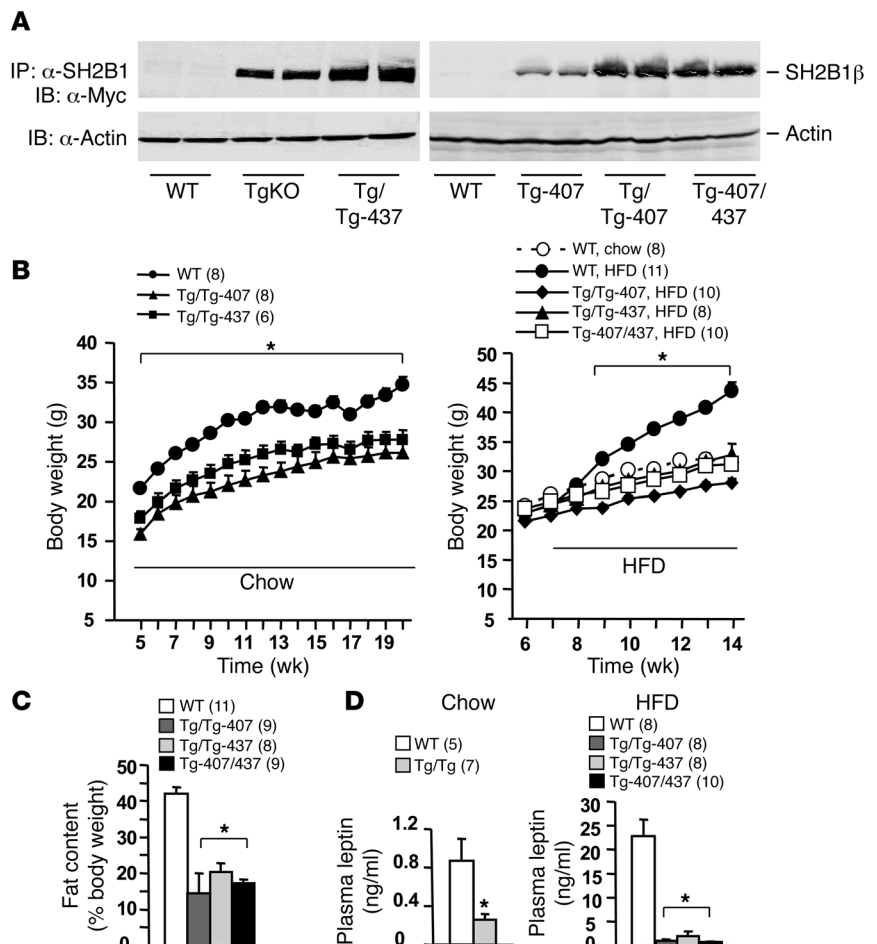 A
IP: α-SH2B1
IB: α-Myc
SH2B1β
IB: α-Actin
Actin
WT TgKO Tg/Tg-437 WT Tg-407 Tg/Tg-407 Tg-407/437
B
WT (8)
Tg/Tg-407 (8)
Tg/Tg-437 (6)
WT, chow (8)
WT, HFD (11)
Tg/Tg-407, HFD (10)
Tg/Tg-437, HFD (8)
Tg-407/437, HFD (10)
Body weight (g)
40
35
30
25
20
15
10
5
*
Chow
5 7 9 11 13 15 17 19
Time (wk)
Body weight (g)
50
45
40
35
30
25
20
15
10
5
*
HFD
6 8 10 12 14
Time (wk)
C
WT (11)
Tg/Tg-407 (9)
Tg/Tg-437 (8)
Tg-407/437 (9)
Fat content
(% body weight)
50
40
30
20
10
0
*
D
Chow
WT (5)
Tg/Tg (7)
Plasma leptin
(ng/ml)
1.2
0.8
0.4
0
*
HFD
WT (8)
Tg/Tg-407 (8)
Tg/Tg-437 (8)
Tg-407/437 (10)
Plasma leptin
(ng/ml)
30
25
20
15
10
5
0
*